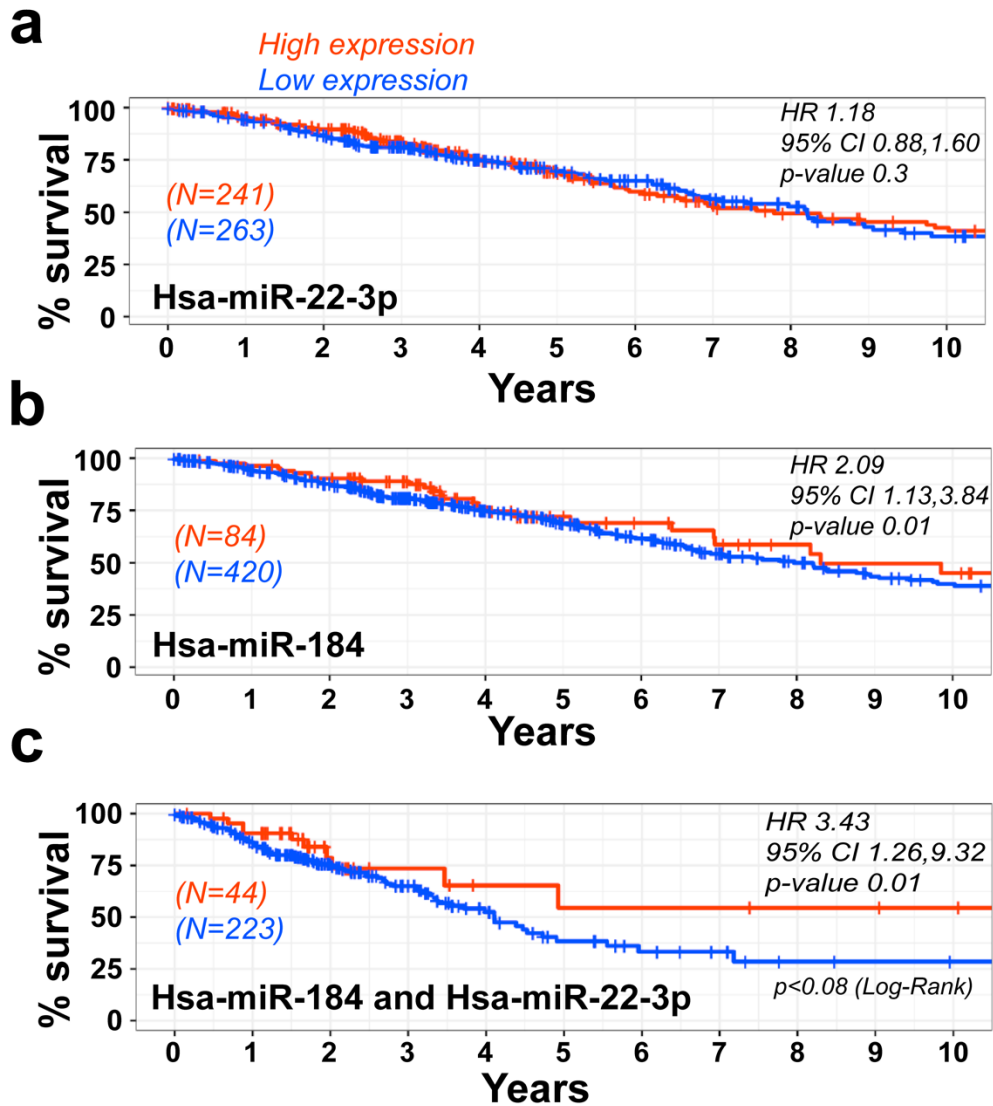 a
High expression
Low expression
% survival
100
75
50
25
0
HR 1.18
95% CI 0.88,1.60
p-value 0.3
(N=241)
(N=263)
Hsa-miR-22-3p
0 1 2 3 4 5 6 7 8 9 10
Years
b
% survival
100
75
50
25
0
HR 2.09
95% CI 1.13,3.84
p-value 0.01
(N=84)
(N=420)
Hsa-miR-184
0 1 2 3 4 5 6 7 8 9 10
Years
c
% survival
100
75
50
25
0
HR 3.43
95% CI 1.26,9.32
p-value 0.01
(N=44)
(N=223)
p<0.08 (Log-Rank)
Hsa-miR-184 and Hsa-miR-22-3p
0 1 2 3 4 5 6 7 8 9 10
Years